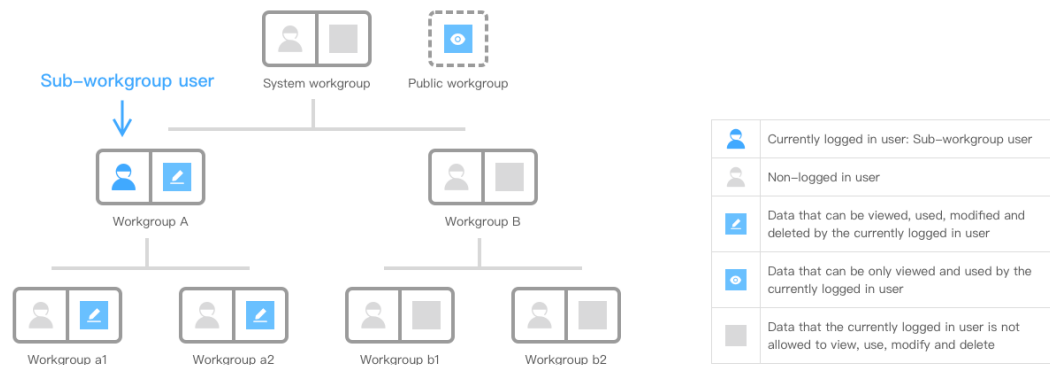 System workgroup
Public workgroup
Sub-workgroup user
Workgroup A
Workgroup B
Workgroup a1
Workgroup a2
Workgroup b1
Workgroup b2
Currently logged in user: Sub-workgroup user
Non-logged in user
Data that can be viewed, used, modified and
deleted by the currently logged in user
Data that can be only viewed and used by the
currently logged in user
Data that the currently logged in user is not
allowed to view, use, modify and delete